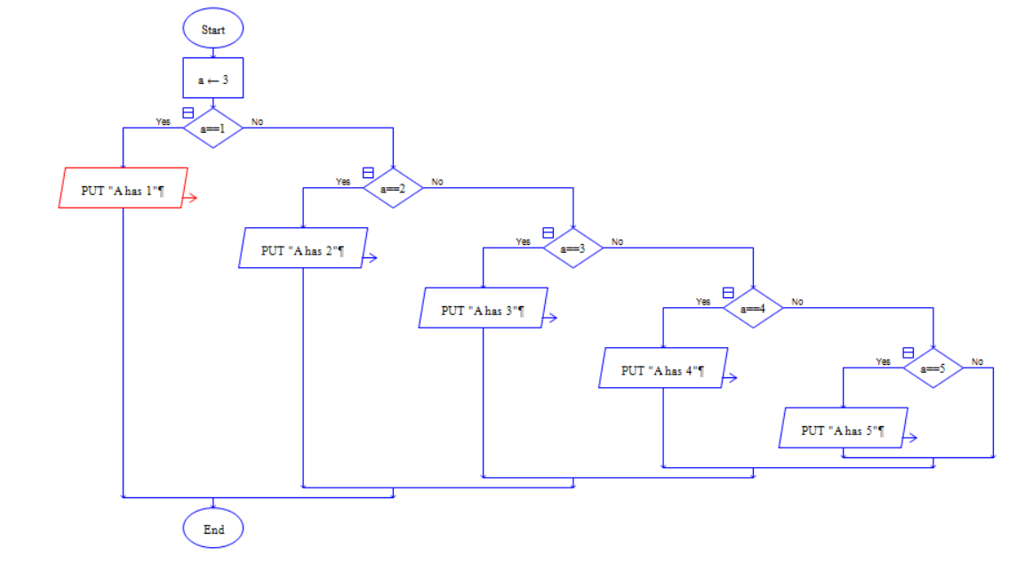 Start
a ← 3
Yes
a==1
No
PUT "A has 1"¶
Yes
a==2
No
PUT "A has 2"¶
Yes
a==3
No
PUT "A has 3"¶
Yes
a==4
No
PUT "A has 4"¶
Yes
a==5
No
PUT "A has 5"¶
End